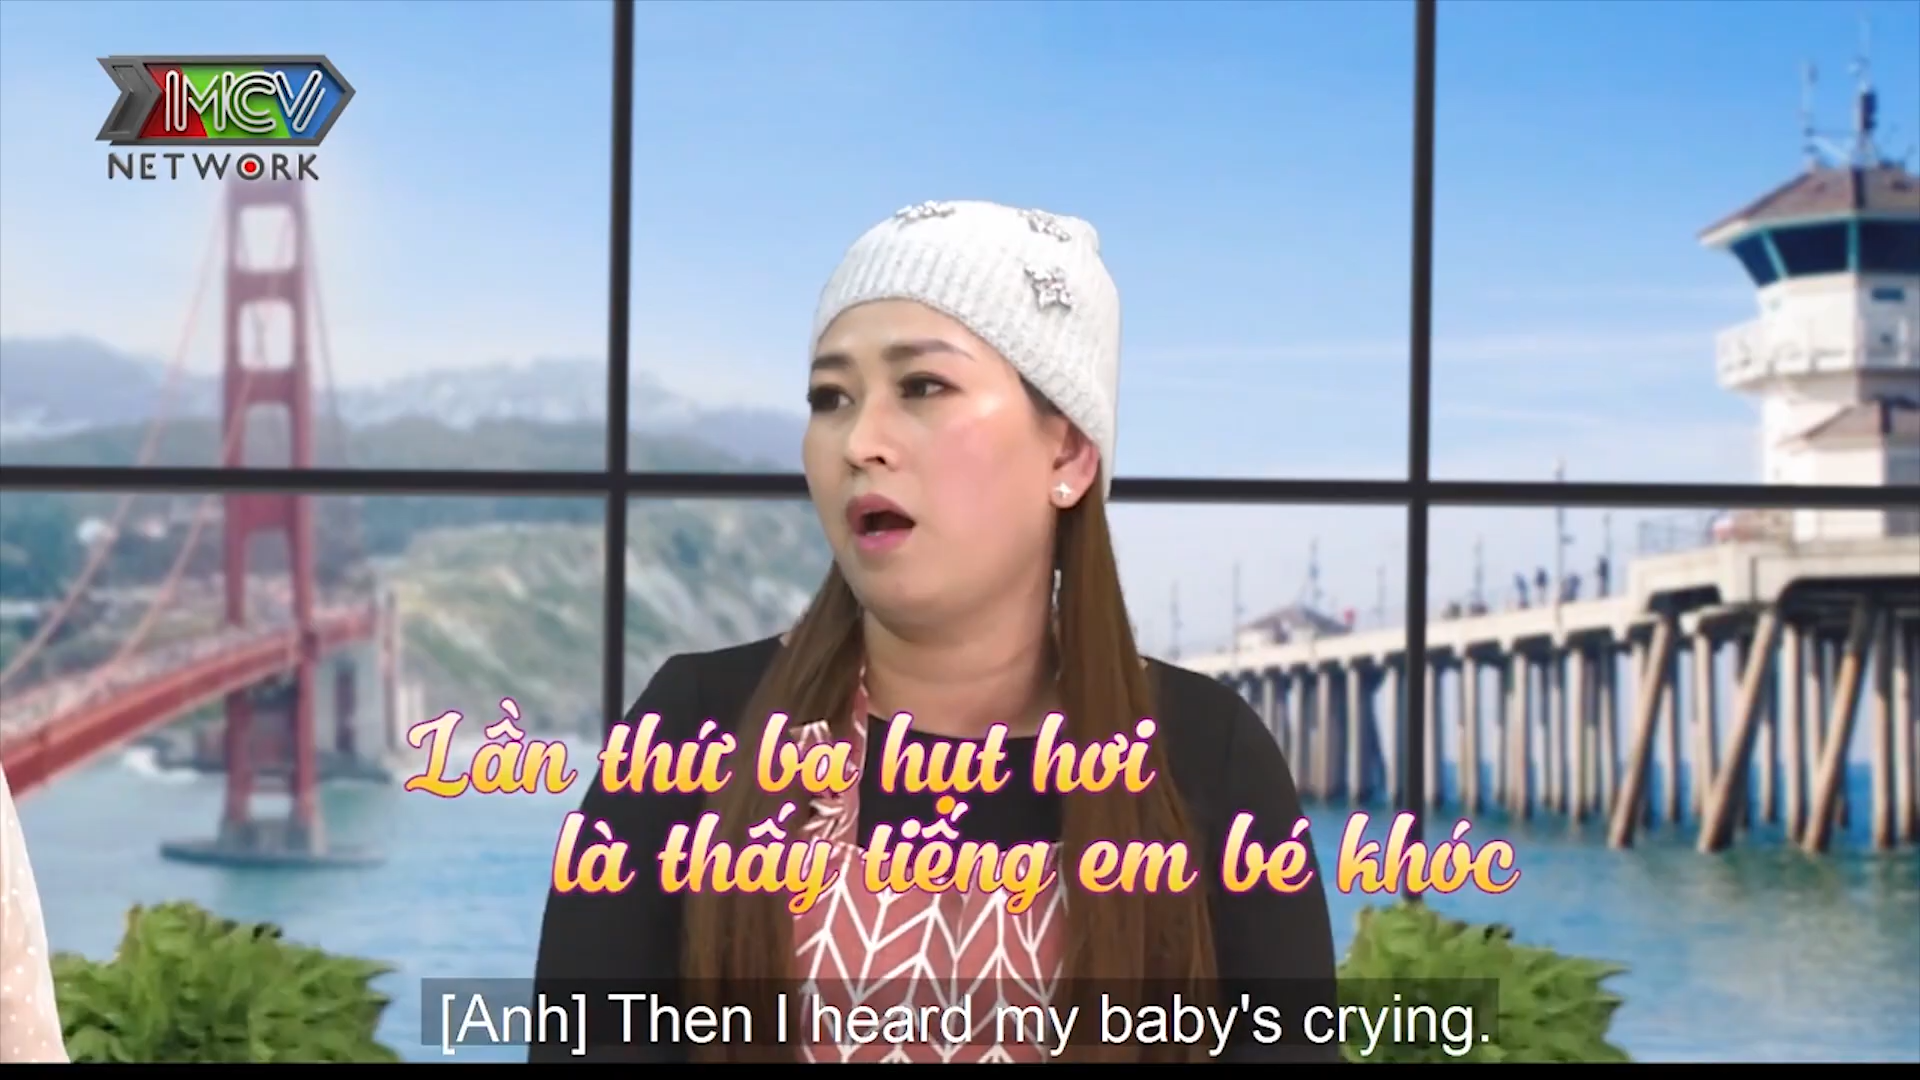 MCV
NETWORK
Lần thứ ba hụt hơi
là thấy tiếng em bé khóc
[Anh] Then I heard my baby's crying.